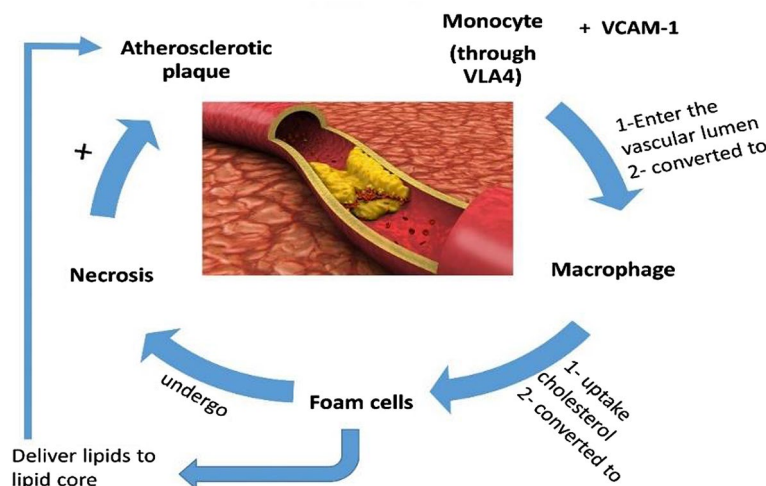 Monocyte
(through
VLA4)
+ VCAM-1
1-Enter the
vascular lumen
2- converted to
Macrophage
1- uptake
cholesterol
2- converted to
Foam cells
undergo
Necrosis
+
Atherosclerotic
plaque
Deliver lipids to
lipid core